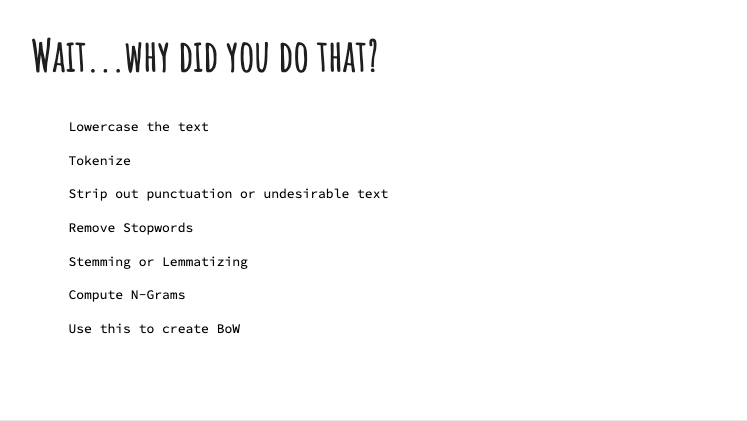 Wait...why did you do that?
Lowercase the text
Tokenize
Strip out punctuation or undesirable text
Remove Stopwords
Stemming or Lemmatizing
Compute N-Grams
Use this to create BoW